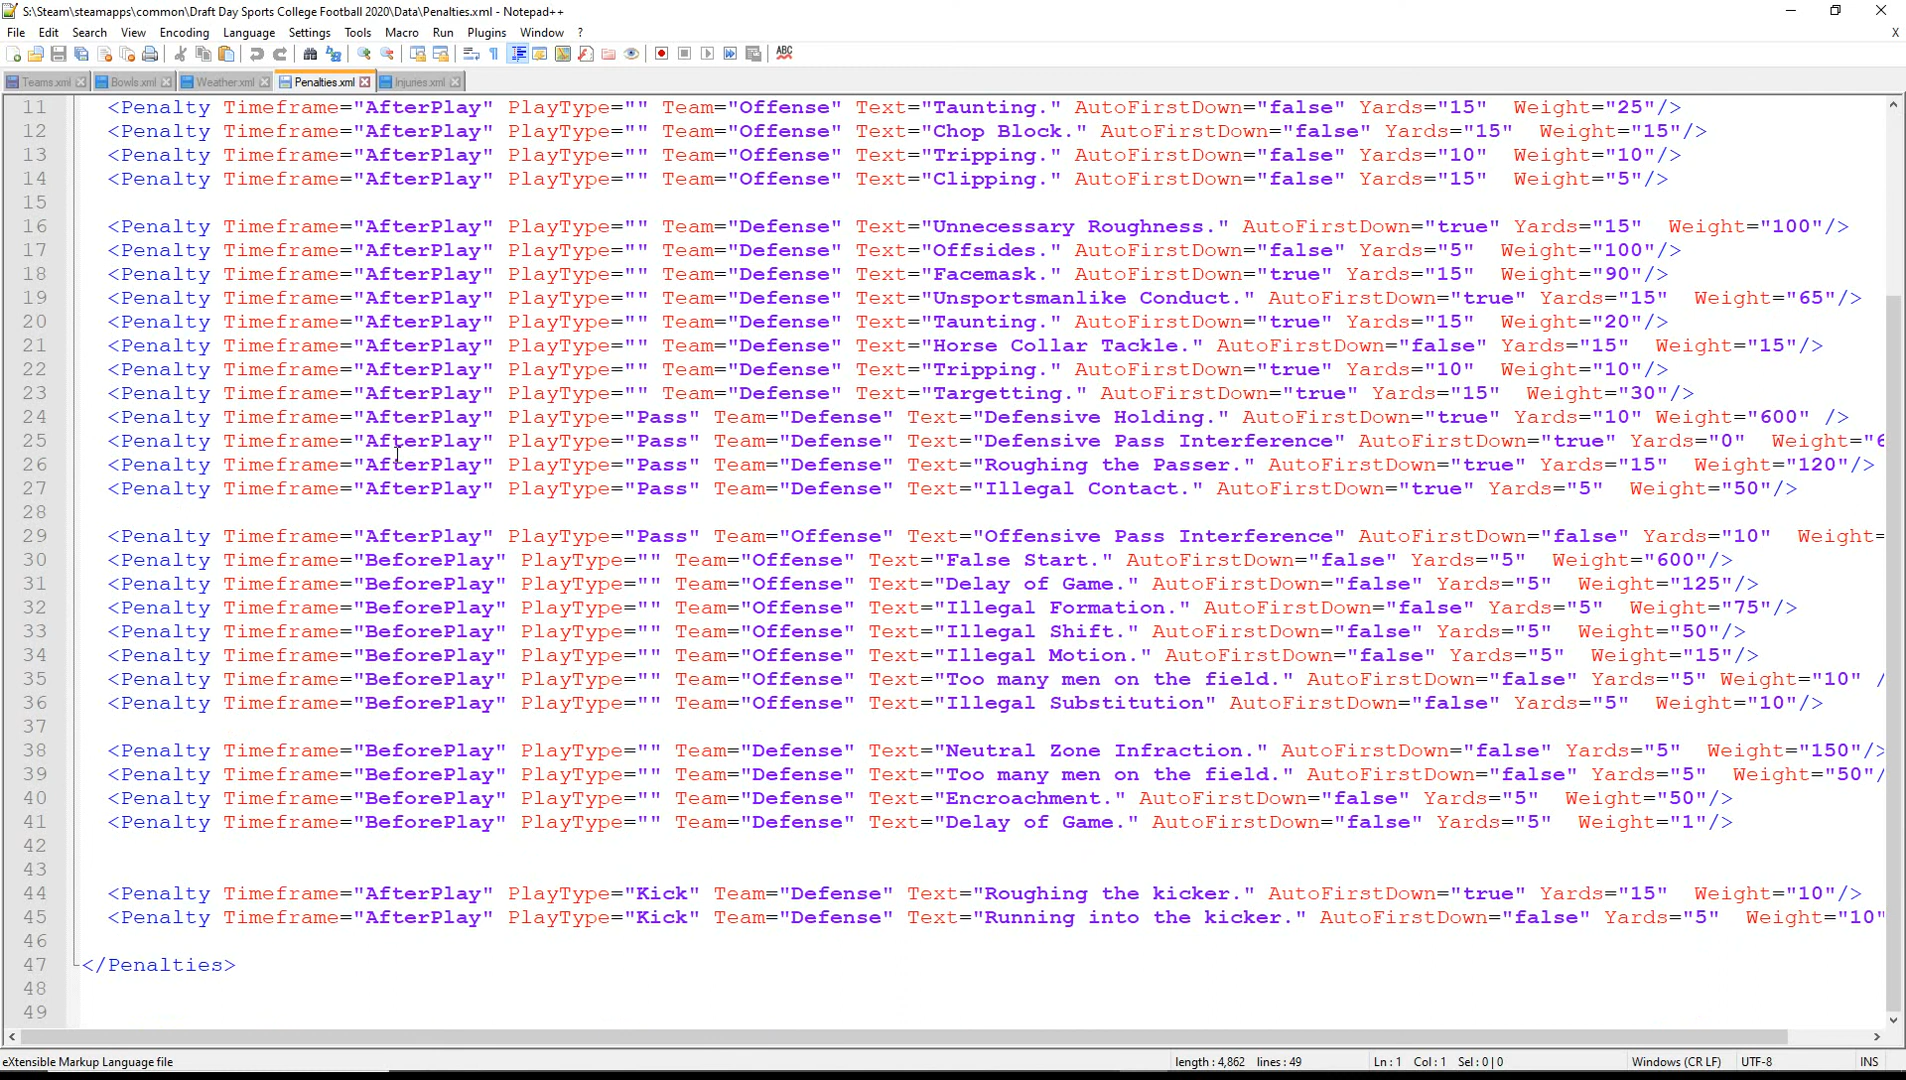 S:\Steam\steamapps\common\Draft Day Sports College Football 2020\Data\Penalties.xml - Notepad++
File Edit Search View Encoding Language Settings Tools Macro Run Plugins Window ? X
Teams.xml Bowls.xml Weather.xml Penalties.xml Injuries.xml
11 <Penalty Timeframe="AfterPlay" PlayType="" Team="Offense" Text="Taunting." AutoFirstDown="false" Yards="15" Weight="25"/>
12 <Penalty Timeframe="AfterPlay" PlayType="" Team="Offense" Text="Chop Block." AutoFirstDown="false" Yards="15" Weight="15"/>
13 <Penalty Timeframe="AfterPlay" PlayType="" Team="Offense" Text="Tripping." AutoFirstDown="false" Yards="10" Weight="10"/>
14 <Penalty Timeframe="AfterPlay" PlayType="" Team="Offense" Text="Clipping." AutoFirstDown="false" Yards="15" Weight="5"/>
15
16 <Penalty Timeframe="AfterPlay" PlayType="" Team="Defense" Text="Unnecessary Roughness." AutoFirstDown="true" Yards="15" Weight="100"/>
17 <Penalty Timeframe="AfterPlay" PlayType="" Team="Defense" Text="Offsides." AutoFirstDown="false" Yards="5" Weight="100"/>
18 <Penalty Timeframe="AfterPlay" PlayType="" Team="Defense" Text="Facemask." AutoFirstDown="true" Yards="15" Weight="90"/>
19 <Penalty Timeframe="AfterPlay" PlayType="" Team="Defense" Text="Unsportsmanlike Conduct." AutoFirstDown="true" Yards="15" Weight="65"/>
20 <Penalty Timeframe="AfterPlay" PlayType="" Team="Defense" Text="Taunting." AutoFirstDown="true" Yards="15" Weight="20"/>
21 <Penalty Timeframe="AfterPlay" PlayType="" Team="Defense" Text="Horse Collar Tackle." AutoFirstDown="false" Yards="15" Weight="15"/>
22 <Penalty Timeframe="AfterPlay" PlayType="" Team="Defense" Text="Tripping." AutoFirstDown="true" Yards="10" Weight="10"/>
23 <Penalty Timeframe="AfterPlay" PlayType="" Team="Defense" Text="Targetting." AutoFirstDown="true" Yards="15" Weight="30"/>
24 <Penalty Timeframe="AfterPlay" PlayType="Pass" Team="Defense" Text="Defensive Holding." AutoFirstDown="true" Yards="10" Weight="600" />
25 <Penalty Timeframe="AfterPlay" PlayType="Pass" Team="Defense" Text="Defensive Pass Interference" AutoFirstDown="true" Yards="0" Weight="6
26 <Penalty Timeframe="AfterPlay" PlayType="Pass" Team="Defense" Text="Roughing the Passer." AutoFirstDown="true" Yards="15" Weight="120"/>
27 <Penalty Timeframe="AfterPlay" PlayType="Pass" Team="Defense" Text="Illegal Contact." AutoFirstDown="true" Yards="5" Weight="50"/>
28
29 <Penalty Timeframe="AfterPlay" PlayType="Pass" Team="Offense" Text="Offensive Pass Interference" AutoFirstDown="false" Yards="10" Weight=
30 <Penalty Timeframe="BeforePlay" PlayType="" Team="Offense" Text="False Start." AutoFirstDown="false" Yards="5" Weight="600"/>
31 <Penalty Timeframe="BeforePlay" PlayType="" Team="Offense" Text="Delay of Game." AutoFirstDown="false" Yards="5" Weight="125"/>
32 <Penalty Timeframe="BeforePlay" PlayType="" Team="Offense" Text="Illegal Formation." AutoFirstDown="false" Yards="5" Weight="75"/>
33 <Penalty Timeframe="BeforePlay" PlayType="" Team="Offense" Text="Illegal Shift." AutoFirstDown="false" Yards="5" Weight="50"/>
34 <Penalty Timeframe="BeforePlay" PlayType="" Team="Offense" Text="Illegal Motion." AutoFirstDown="false" Yards="5" Weight="15"/>
35 <Penalty Timeframe="BeforePlay" PlayType="" Team="Offense" Text="Too many men on the field." AutoFirstDown="false" Yards="5" Weight="10" /
36 <Penalty Timeframe="BeforePlay" PlayType="" Team="Offense" Text="Illegal Substitution" AutoFirstDown="false" Yards="5" Weight="10"/>
37
38 <Penalty Timeframe="BeforePlay" PlayType="" Team="Defense" Text="Neutral Zone Infraction." AutoFirstDown="false" Yards="5" Weight="150"/>
39 <Penalty Timeframe="BeforePlay" PlayType="" Team="Defense" Text="Too many men on the field." AutoFirstDown="false" Yards="5" Weight="50"/
40 <Penalty Timeframe="BeforePlay" PlayType="" Team="Defense" Text="Encroachment." AutoFirstDown="false" Yards="5" Weight="50"/>
41 <Penalty Timeframe="BeforePlay" PlayType="" Team="Defense" Text="Delay of Game." AutoFirstDown="false" Yards="5" Weight="1"/>
42
43
44 <Penalty Timeframe="AfterPlay" PlayType="Kick" Team="Defense" Text="Roughing the kicker." AutoFirstDown="true" Yards="15" Weight="10"/>
45 <Penalty Timeframe="AfterPlay" PlayType="Kick" Team="Defense" Text="Running into the kicker." AutoFirstDown="false" Yards="5" Weight="10"
46
47 </Penalties>
48
49
eXtensible Markup Language file length : 4,862 lines : 49 Ln : 1 Col : 1 Sel : 0 | 0 Windows (CR LF) UTF-8 INS